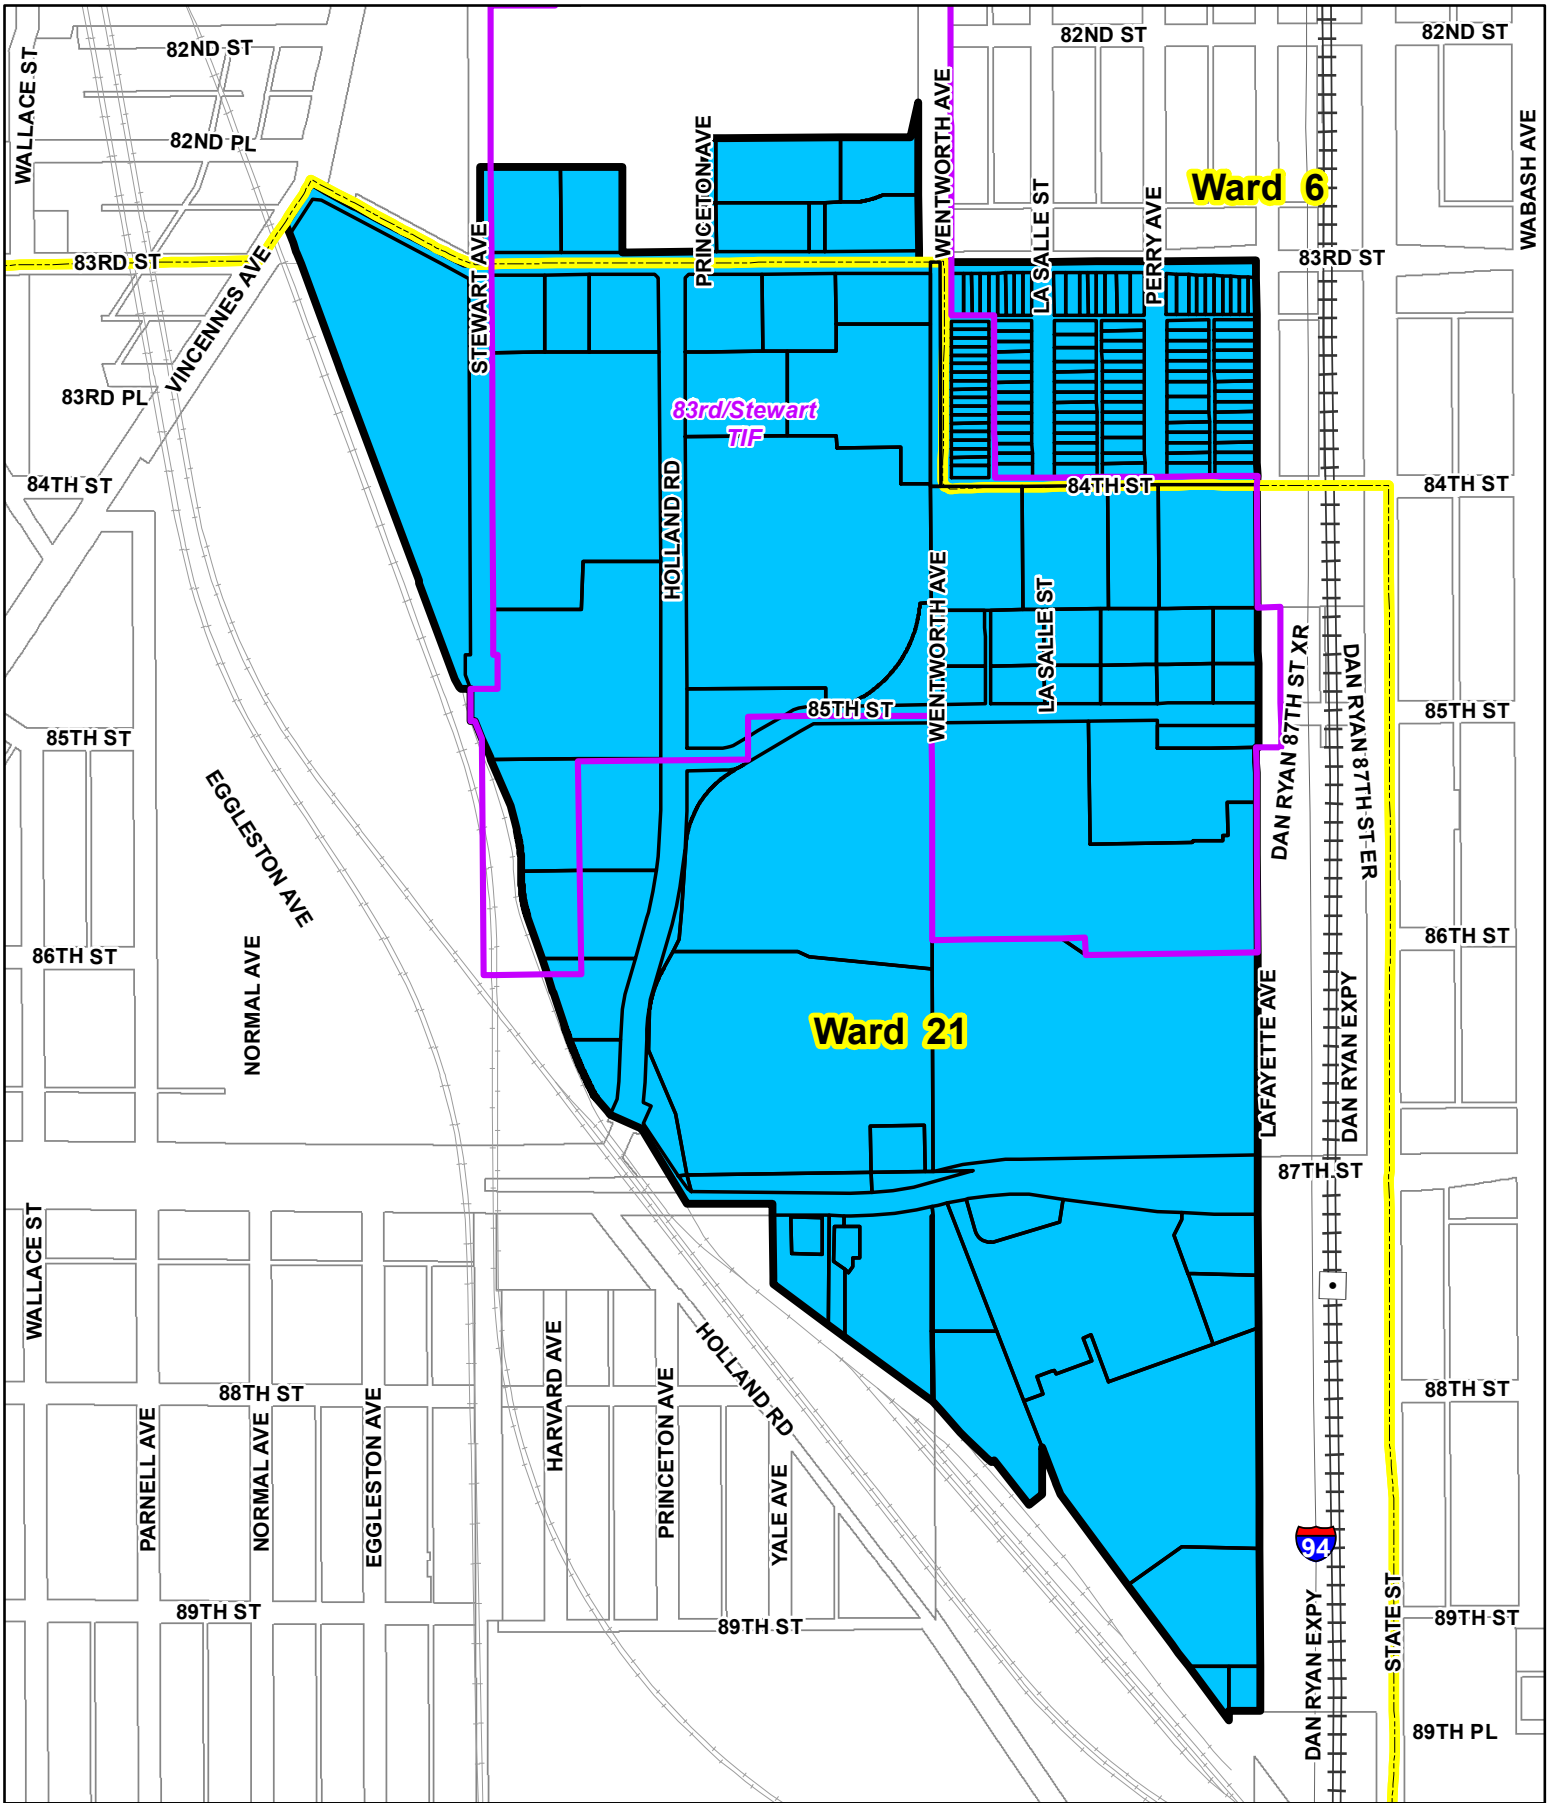 82ND ST
82ND ST
82ND ST
WALLACE ST
82ND PL
PRINCETON AVE
WENTWORTH AVE
WABASH AVE
Ward 6
LA SALLE ST
PERRY AVE
83RD ST
STEWART AVE
83RD ST
VINCENNES AVE
83RD PL
83rd/Stewart
TIF
84TH ST
HOLLAND RD
84TH ST
84TH ST
WENTWORTH AVE
LA SALLE ST
DAN RYAN 87TH ST XR
DAN RYAN 87TH ST ER
85TH ST
85TH ST
85TH ST
EGGLESTON AVE
86TH ST
86TH ST
NORMAL AVE
Ward 21
LAFAYETTE AVE
DAN RYAN EXPY
87TH ST
WALLACE ST
HARVARD AVE
HOLLAND RD
88TH ST
88TH ST
PARNELL AVE
NORMAL AVE
EGGLESTON AVE
PRINCETON AVE
YALE AVE
94
89TH ST
89TH ST
89TH ST
DAN RYAN EXPY
STATE ST
89TH PL